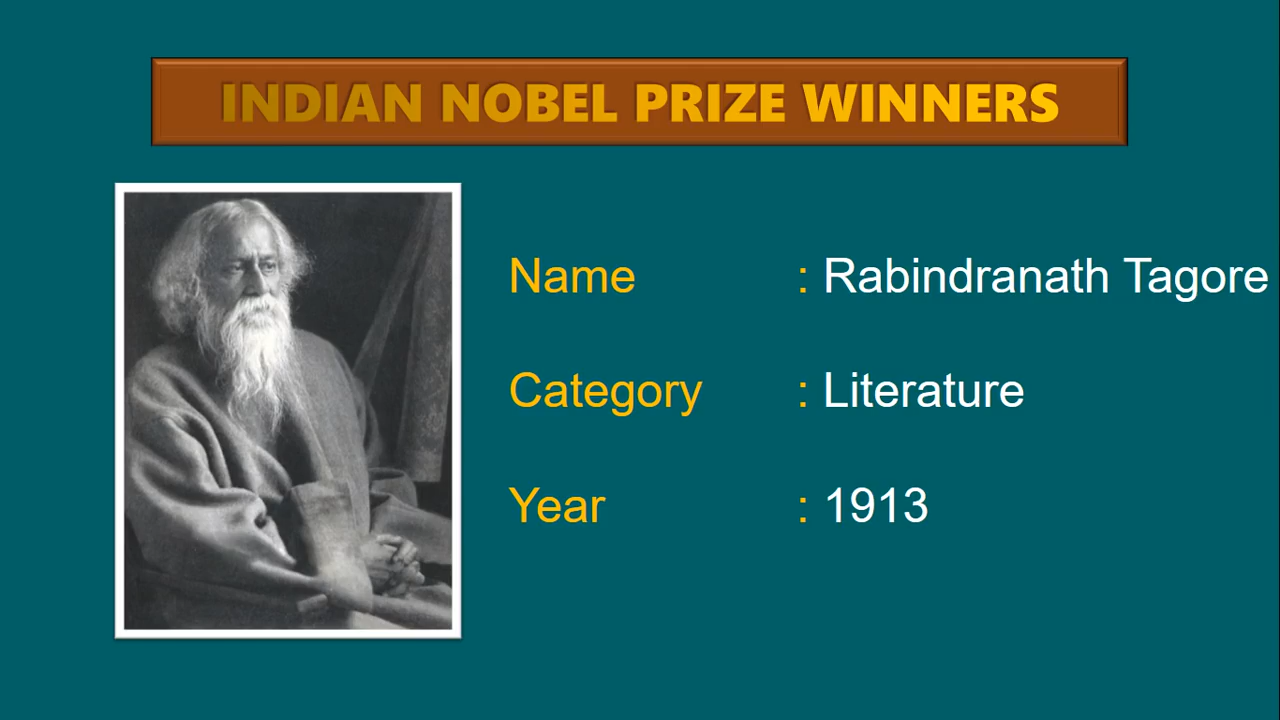 INDIAN NOBEL PRIZE WINNERS
Name : Rabindranath Tagore
Category : Literature
Year : 1913